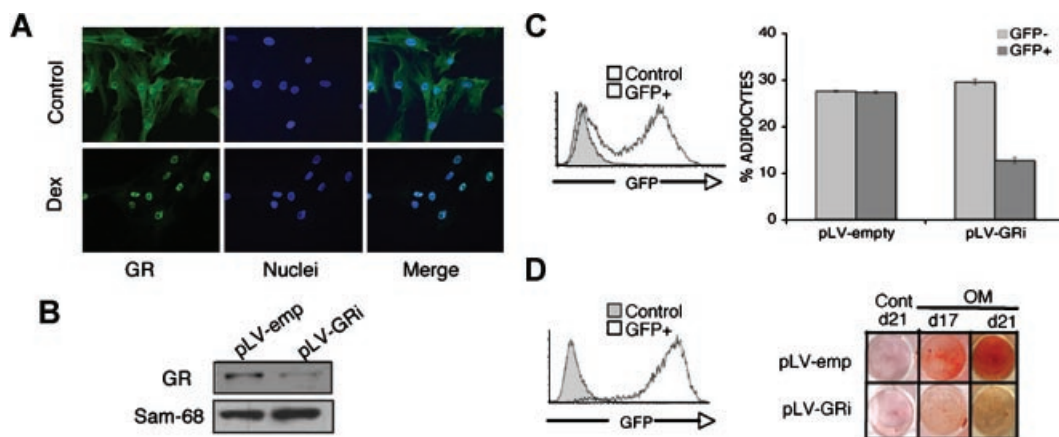 A
Control
Dex
GR
Nuclei
Merge
B
pLV-emp
pLV-GRi
GR
Sam-68
C
Control
GFP+
GFP
% ADIPOCYTES
40
30
20
10
0
GFP-
GFP+
pLV-empty
pLV-GRi
D
Control
GFP+
GFP
Cont
OM
d21
d17
d21
pLV-emp
pLV-GRi